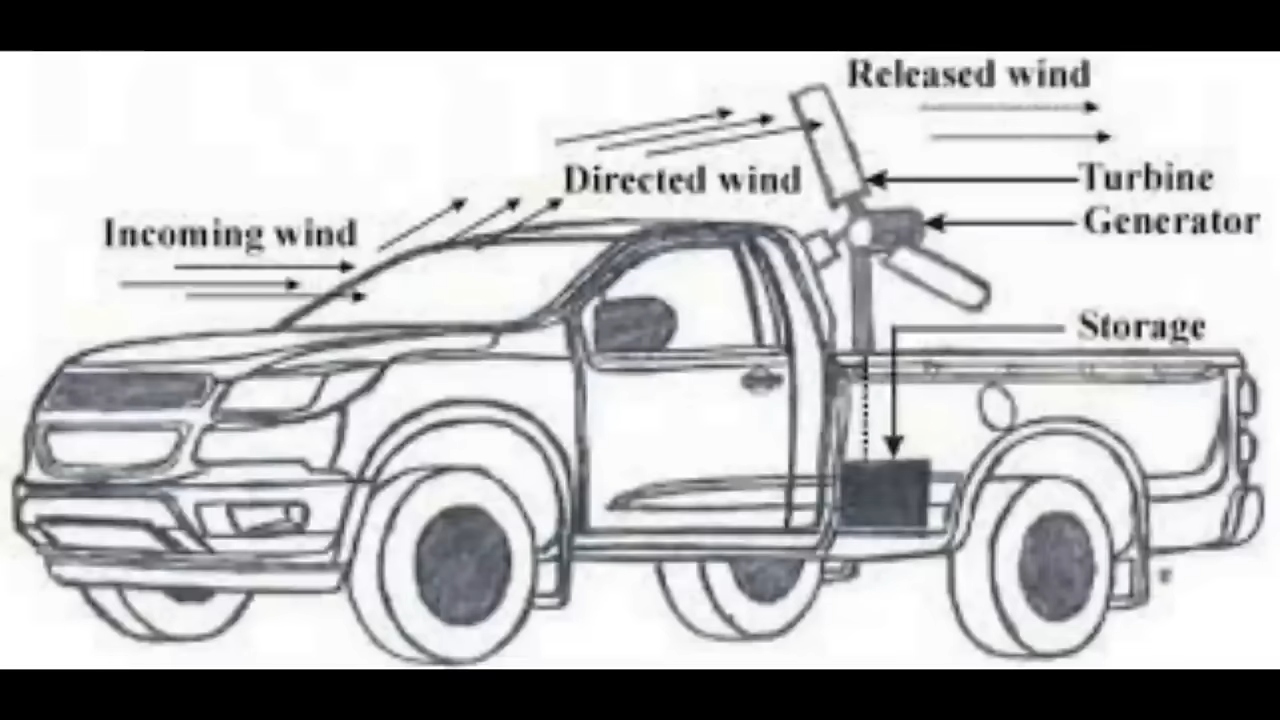 Released wind
Directed wind
Turbine
Generator
Incoming wind
Storage